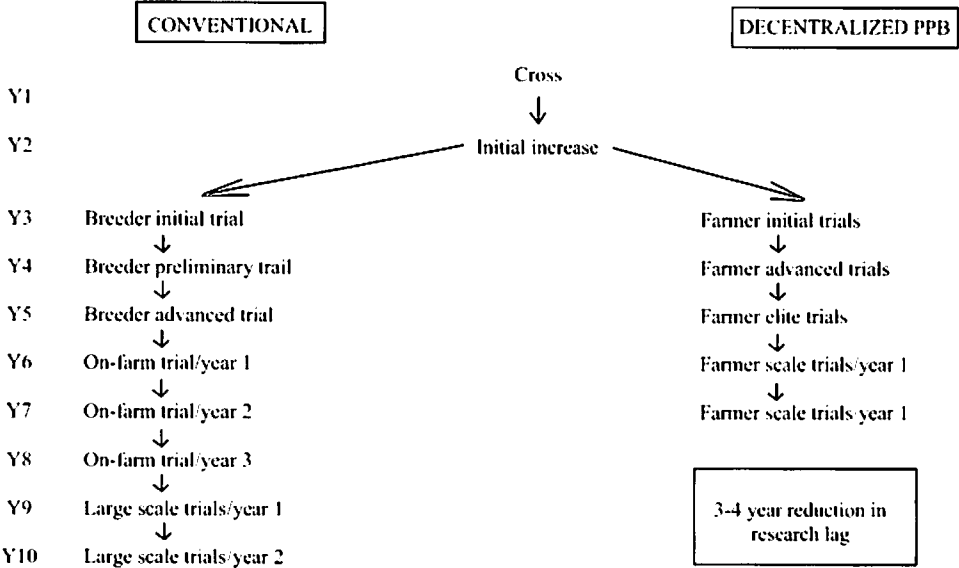 CONVENTIONAL DECENTRALIZED PPB
Y1 Cross
Y2 Initial increase
Y3 Breeder initial trial Farmer initial trials
Y4 Breeder preliminary trail Farmer advanced trials
Y5 Breeder advanced trial Farmer elite trials
Y6 On-farm trial/year 1 Farmer scale trials/year 1
Y7 On-farm trial/year 2 Farmer scale trials/year 1
Y8 On-farm trial/year 3
Y9 Large scale trials/year 1 3-4 year reduction in
research lag
Y10 Large scale trials/year 2